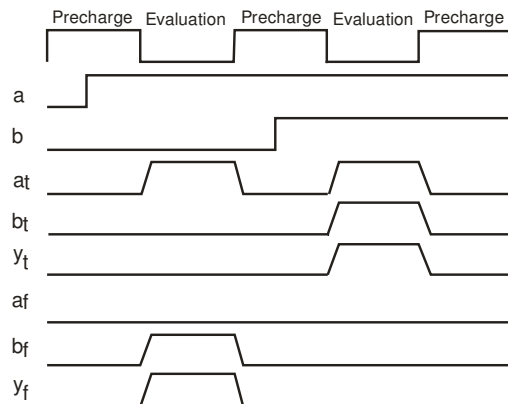 Precharge Evaluation Precharge Evaluation Precharge
a
b
at
bt
yt
af
bf
yf